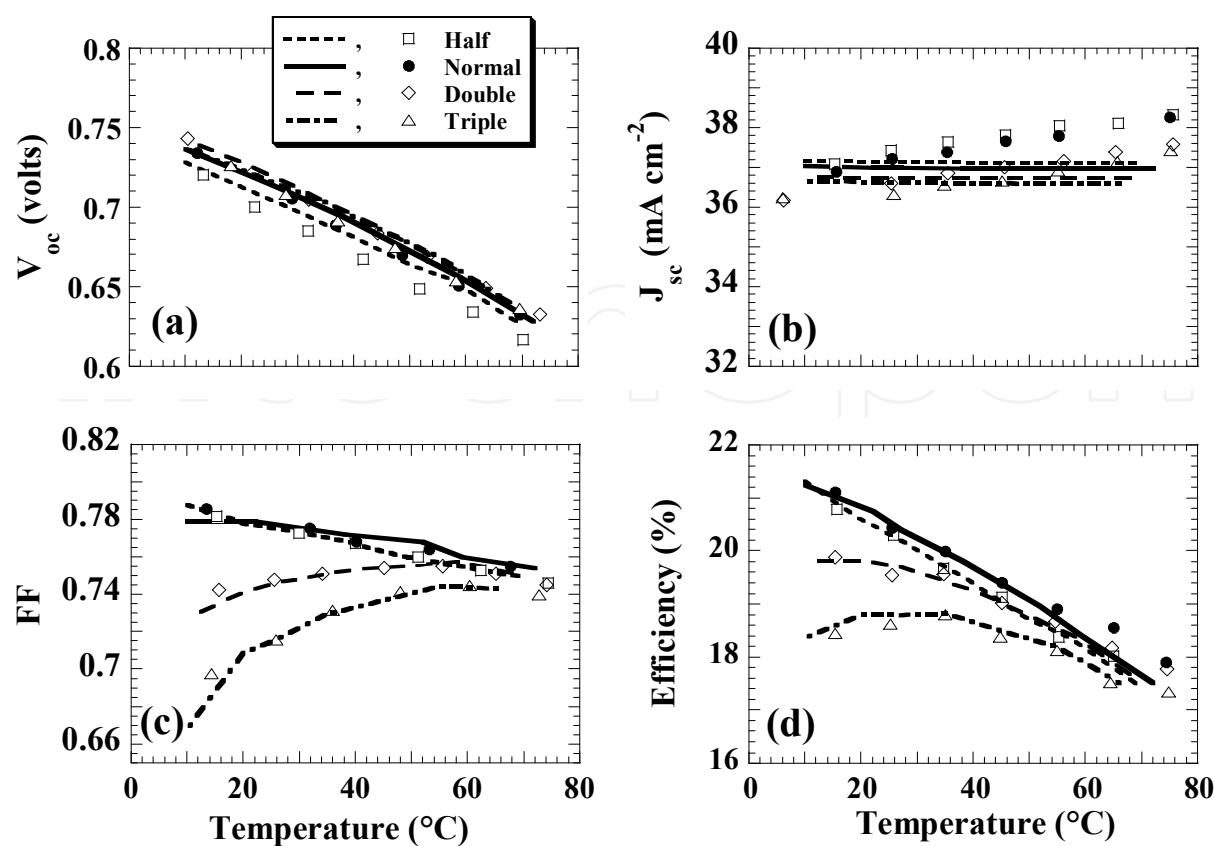 , Half
, Normal
, Double
, Triple
0.8
0.75
0.7
0.65
0.6
V_oc (volts)
(a)
40
38
36
34
32
J_sc (mA cm⁻²)
(b)
0.82
0.78
0.74
0.7
0.66
FF
(c)
0 20 40 60 80
Temperature (°C)
22
20
18
16
Efficiency (%)
(d)
0 20 40 60 80
Temperature (°C)